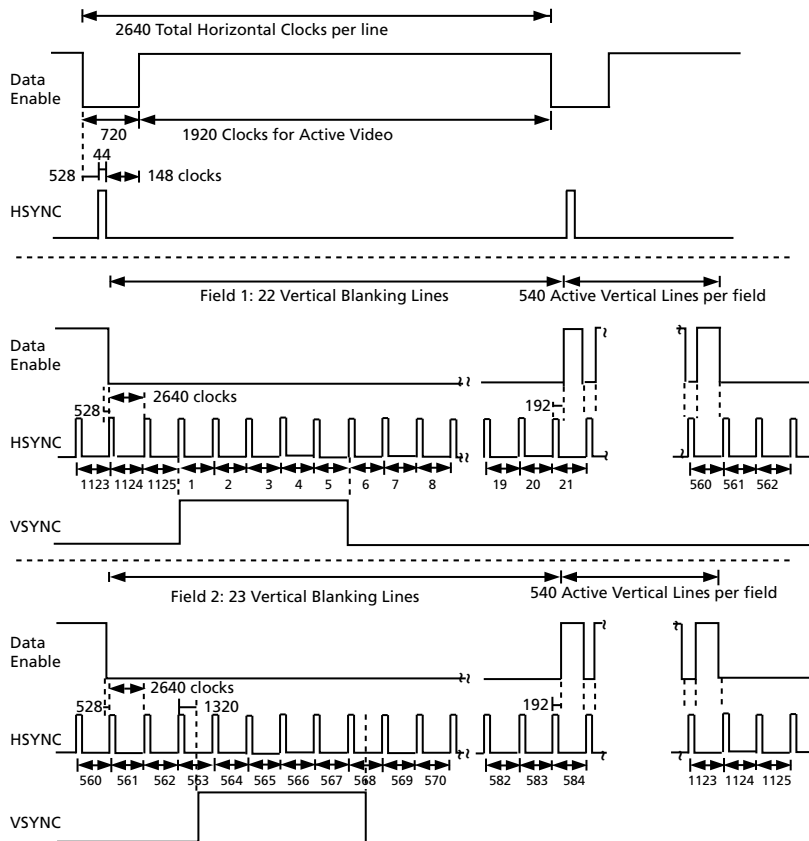 2640 Total Horizontal Clocks per line
Data
Enable
720
1920 Clocks for Active Video
44
528
148 clocks
HSYNC
Field 1: 22 Vertical Blanking Lines
540 Active Vertical Lines per field
Data
Enable
2640 clocks
528
192
HSYNC
1123 1124 1125 1 2 3 4 5 6 7 8 19 20 21 560 561 562
VSYNC
Field 2: 23 Vertical Blanking Lines
540 Active Vertical Lines per field
Data
Enable
2640 clocks
528
1320
192
HSYNC
560 561 562 563 564 565 566 567 568 569 570 582 583 584 1123 1124 1125
VSYNC